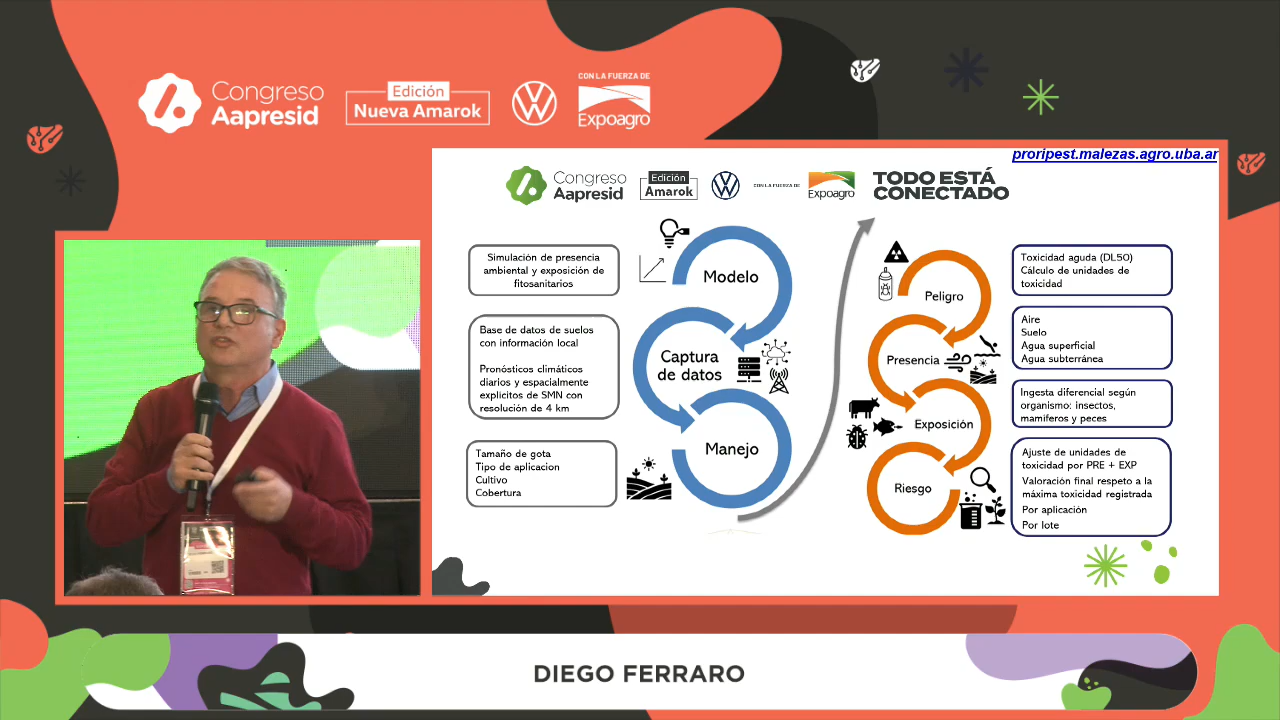 Congreso
Aapresid
Edición
Nueva Amarok
CON LA FUERZA DE
Expoagro
proripest.malezas.agro.uba.ar
Congreso
Aapresid
Edición
Amarok
CON LA FUERZA DE
Expoagro
TODO ESTÁ
CONECTADO
Simulación de presencia
ambiental y exposición de
fitosanitarios
Modelo
Base de datos de suelos
con información local
Pronósticos climáticos
diarios y espacialmente
explicitos de SMN con
resolución de 4 km
Captura
de datos
Tamaño de gota
Tipo de aplicacion
Cultivo
Cobertura
Manejo
Peligro
Toxicidad aguda (DL50)
Cálculo de unidades de
toxicidad
Presencia
Aire
Suelo
Agua superficial
Agua subterránea
Exposición
Ingesta diferencial según
organismo: insectos,
mamíferos y peces
Riesgo
Ajuste de unidades de
toxicidad por PRE + EXP
Valoración final respeto a la
máxima toxicidad registrada
Por aplicación
Por lote
DIEGO FERRARO